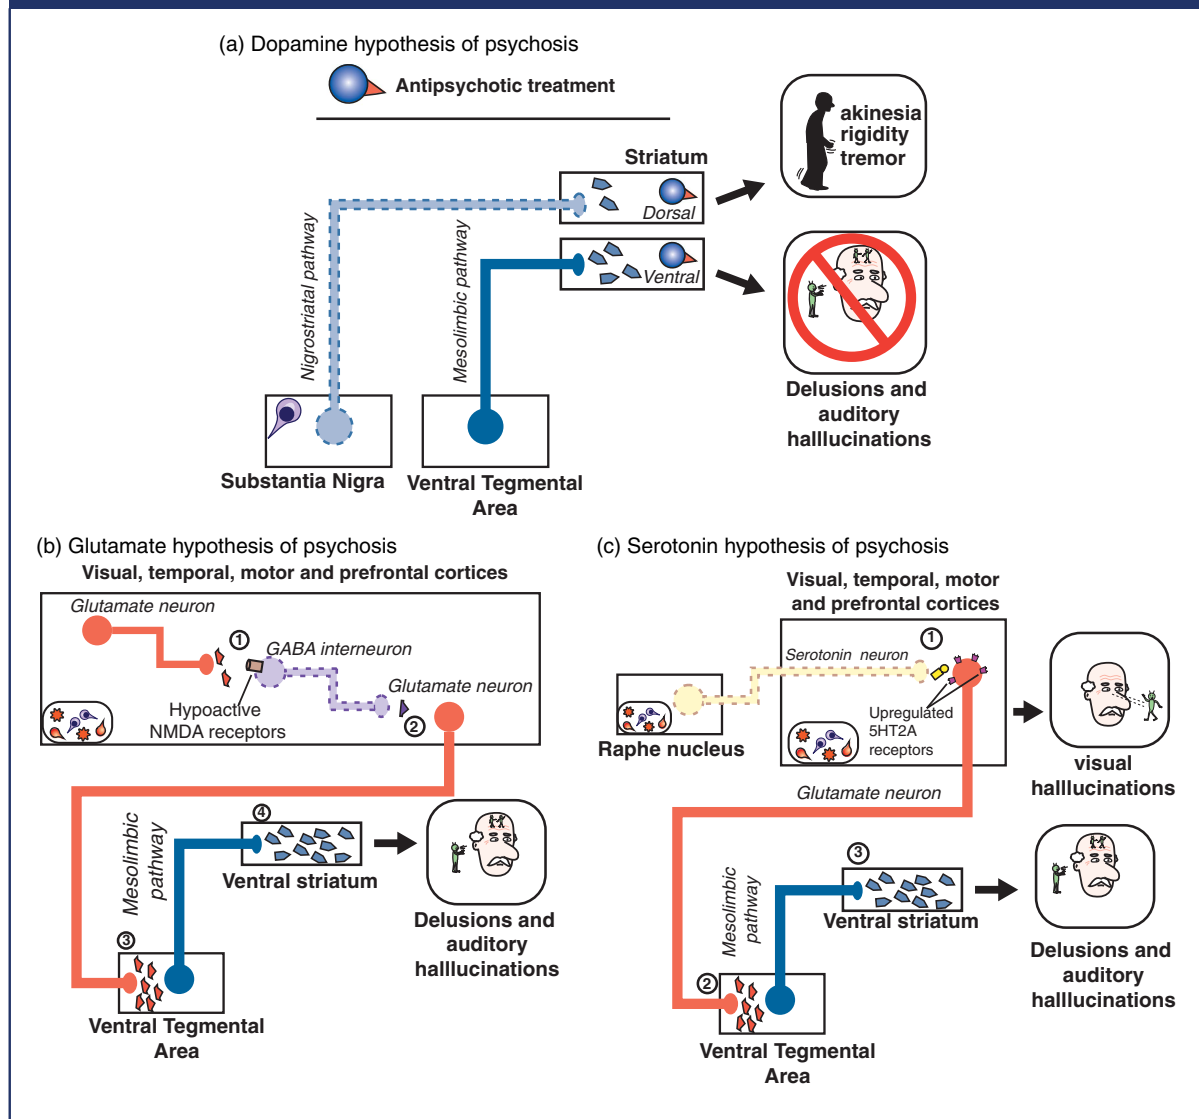 (a) Dopamine hypothesis of psychosis
Antipsychotic treatment
Striatum
akinesia
rigidity
tremor
Dorsal
Ventral
Nigrostriatal pathway
Mesolimbic pathway
Delusions and
auditory
halllucinations
Substantia Nigra
Ventral Tegmental
Area
(b) Glutamate hypothesis of psychosis
Visual, temporal, motor and prefrontal cortices
Glutamate neuron
1
GABA interneuron
Glutamate neuron
Hypoactive
NMDA receptors
2
Mesolimbic
pathway
4
Ventral striatum
3
Delusions and
auditory
halllucinations
Ventral Tegmental
Area
(c) Serotonin hypothesis of psychosis
Visual, temporal, motor
and prefrontal cortices
1
Serotonin neuron
Upregulated
5HT2A
receptors
Raphe nucleus
visual
halllucinations
Glutamate neuron
Mesolimbic
pathway
3
Ventral striatum
2
Delusions and
auditory
halllucinations
Ventral Tegmental
Area